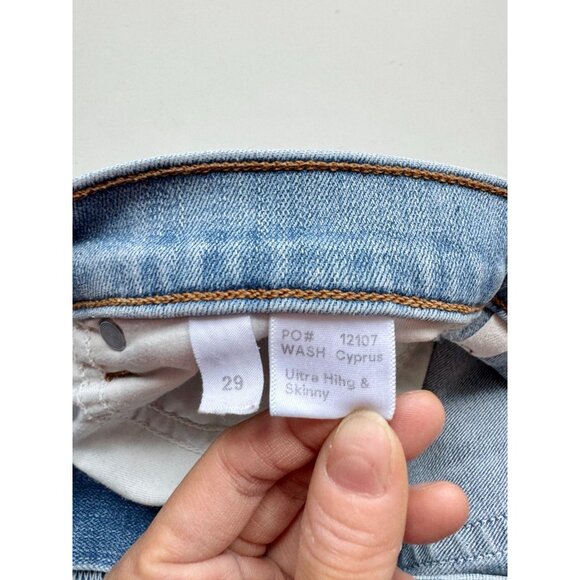 29
PO# 12107
WASH Cyprus
Ultra Hihg &
Skinny